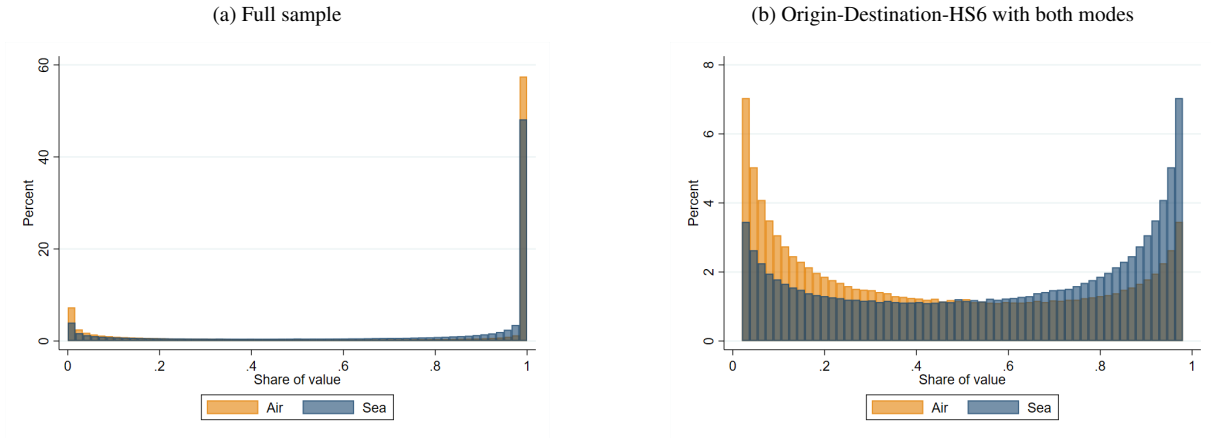 (a) Full sample
60
40
20
0
Percent
0 .2 .4 .6 .8 1
Share of value
Air Sea
(b) Origin-Destination-HS6 with both modes
8
6
4
2
0
Percent
0 .2 .4 .6 .8 1
Share of value
Air Sea